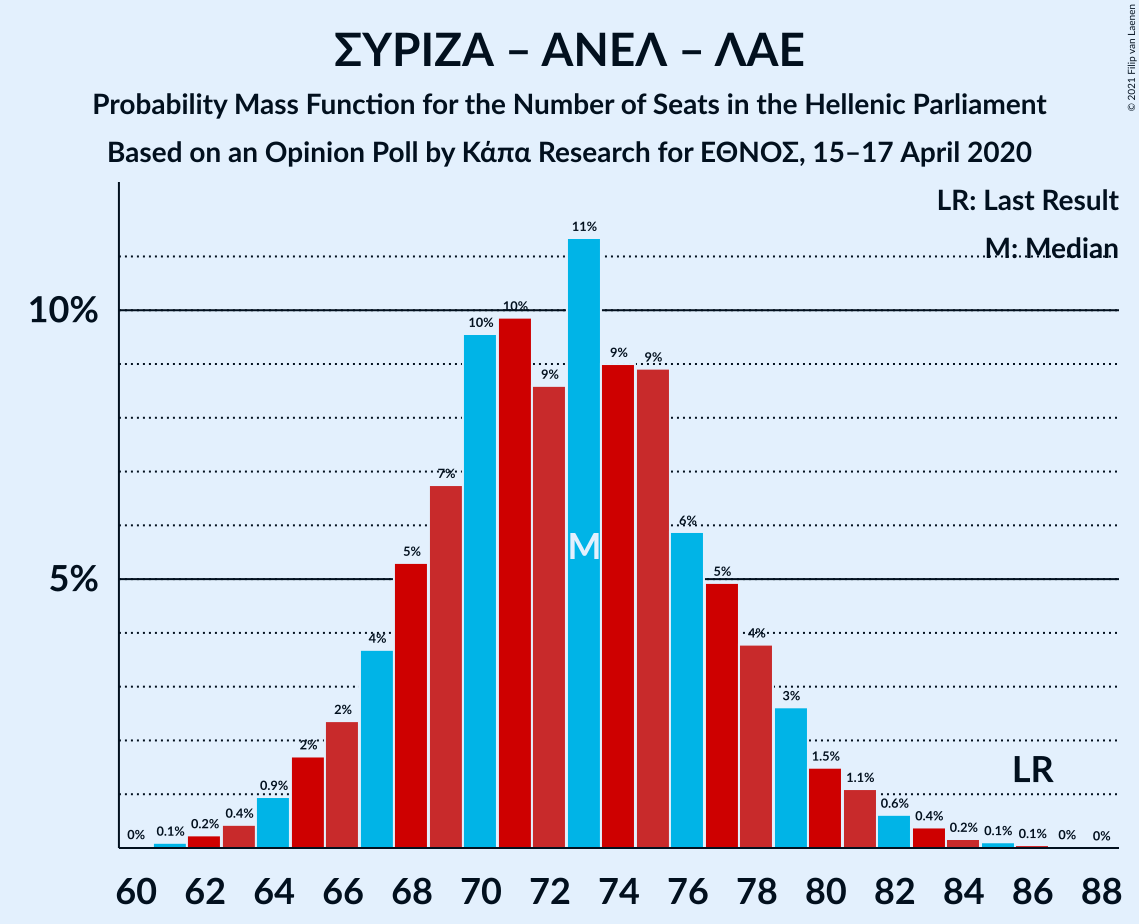 ΣΥΡΙΖΑ – ΑΝΕΛ – ΛΑΕ
Probability Mass Function for the Number of Seats in the Hellenic Parliament
Based on an Opinion Poll by Κάπα Research for ΕΘΝΟΣ, 15–17 April 2020
© 2021 Filip van Laenen
LR: Last Result
M: Median
10%
5%
0% 0.1% 0.2% 0.4% 0.9% 2% 2% 4% 5% 7% 10% 10% 9% 11% 9% 9% 6% 5% 4% 3% 1.5% 1.1% 0.6% 0.4% 0.2% 0.1% 0.1% 0% 0%
M
LR
60 62 64 66 68 70 72 74 76 78 80 82 84 86 88